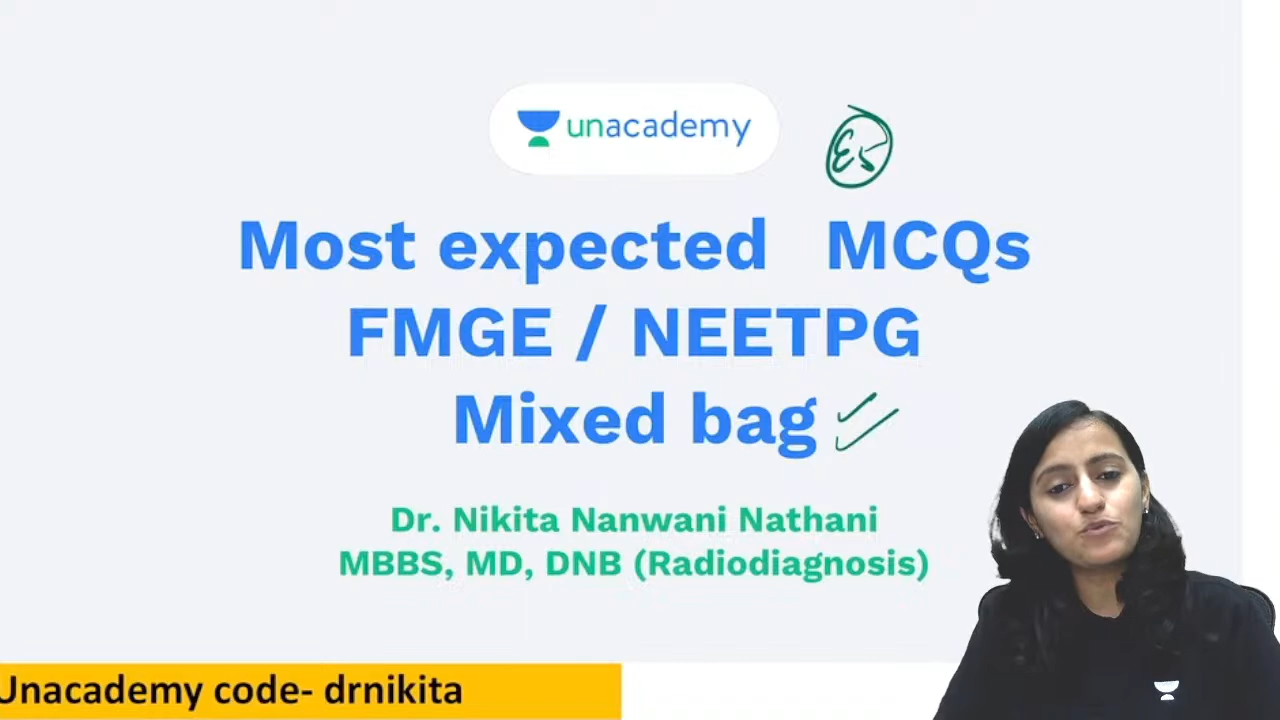 unacademy
Most expected MCQs
FMGE / NEETPG
Mixed bag
Dr. Nikita Nanwani Nathani
MBBS, MD, DNB (Radiodiagnosis)
Unacademy code- drnikita